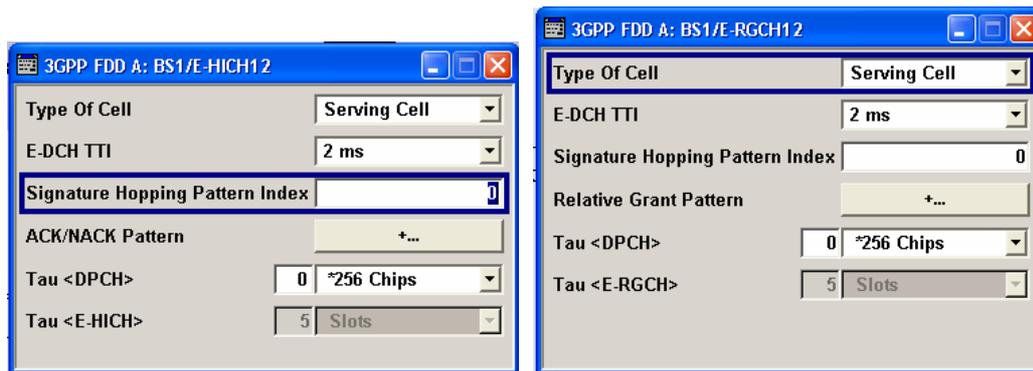 3GPP FDD A: BS1/E-HICH12
Type Of Cell Serving Cell
E-DCH TTI 2 ms
Signature Hopping Pattern Index 0
ACK/NACK Pattern +...
Tau <DPCH> 0 *256 Chips
Tau <E-HICH> 5 Slots
3GPP FDD A: BS1/E-RGCH12
Type Of Cell Serving Cell
E-DCH TTI 2 ms
Signature Hopping Pattern Index 0
Relative Grant Pattern +...
Tau <DPCH> 0 *256 Chips
Tau <E-RGCH> 5 Slots